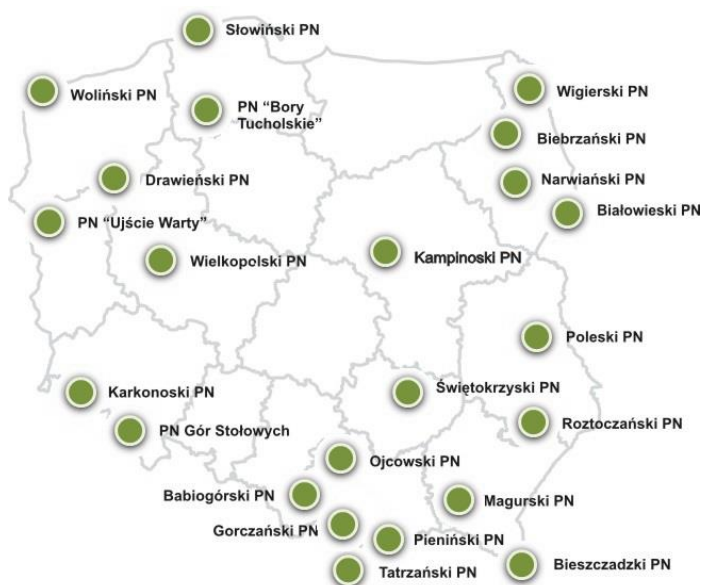 Słowiński PN
Woliński PN
Wigierski PN
PN “Bory
Tucholskie”
Biebrzański PN
Drawieński PN
Narwiański PN
Białowieski PN
PN “Ujście Warty”
Wielkopolski PN
Kampinoski PN
Poleski PN
Karkonoski PN
Świętokrzyski PN
Roztoczański PN
PN Gór Stołowych
Ojcowski PN
Babiogórski PN
Magurski PN
Gorczański PN
Pieniński PN
Tatrzański PN
Bieszczadzki PN